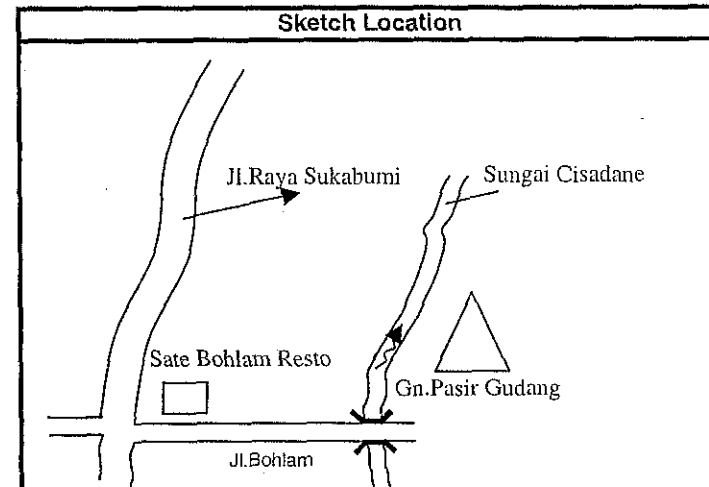 Sketch Location
Jl.Raya Sukabumi
Sungai Cisadane
Sate Bohlam Resto
Gn.Pasir Gudang
Jl.Bohlam